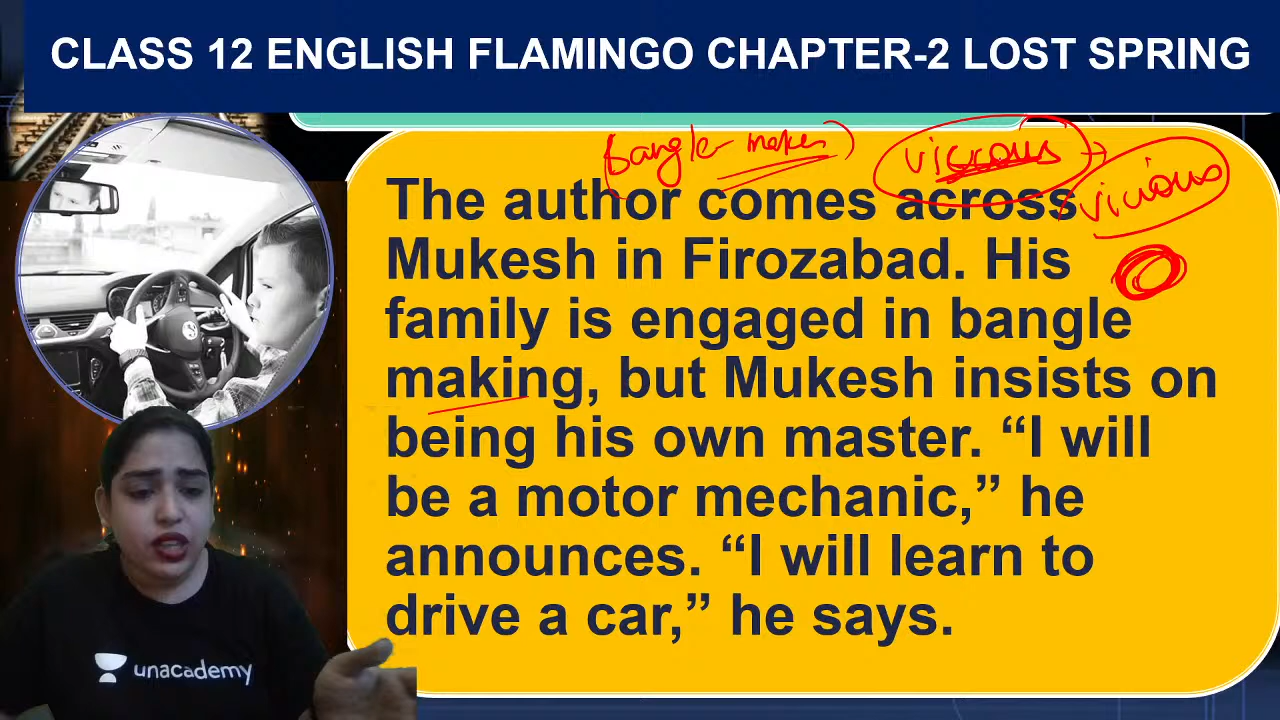 CLASS 12 ENGLISH FLAMINGO CHAPTER-2 LOST SPRING
(bangle makes) vicious → vicious
The author comes across
Mukesh in Firozabad. His
family is engaged in bangle
making, but Mukesh insists on
being his own master. “I will
be a motor mechanic,” he
announces. “I will learn to
drive a car,” he says.
unacademy